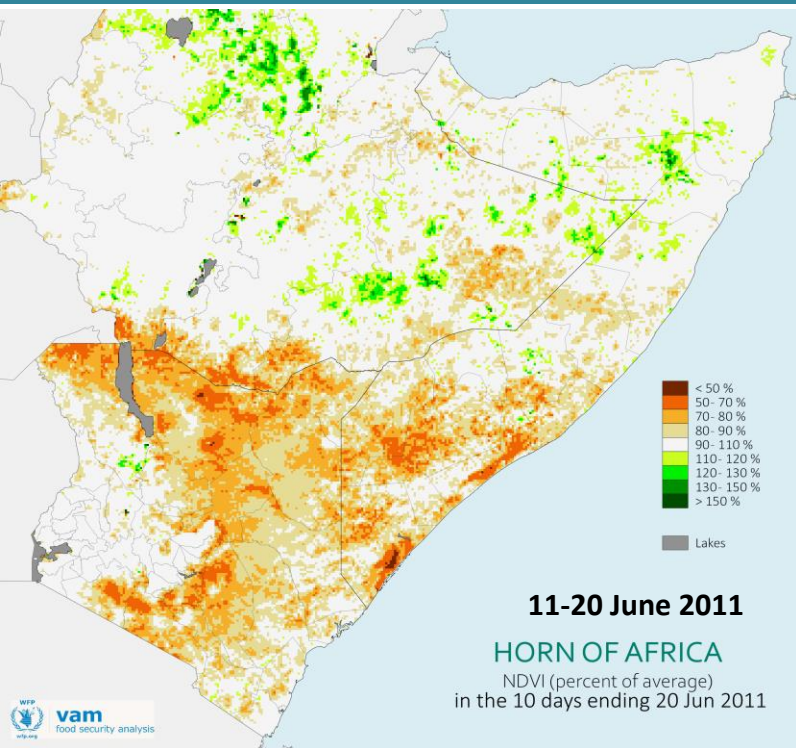 < 50 %
50- 70 %
70- 80 %
80- 90 %
90- 110 %
110- 120 %
120- 130 %
130- 150 %
> 150 %
Lakes
11-20 June 2011
HORN OF AFRICA
NDVI (percent of average)
in the 10 days ending 20 Jun 2011
WFP
wfp.org
vam
food security analysis